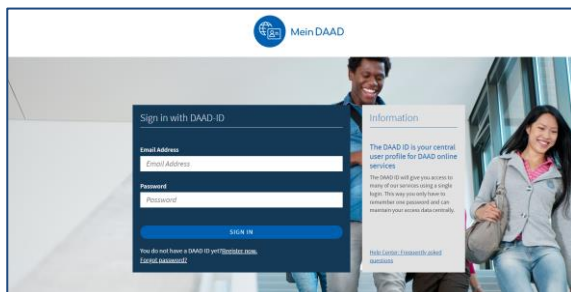 Mein DAAD
Sign in with DAAD-ID
Email Address
Email Address
Password
Password
SIGN IN
You do not have a DAAD ID yet?Register now.
Forgot password?
Information
The DAAD ID is your central
user profile for DAAD online
services
The DAAD ID will give you access to
many of our services using a single
login. This way you only have to
remember one password and can
maintain your access data centrally.
Help Center: Frequently asked
questions